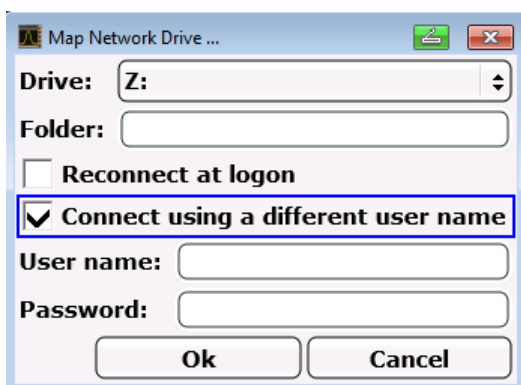 Map Network Drive ...
Drive: Z:
Folder:
Reconnect at logon
Connect using a different user name
User name:
Password:
Ok Cancel